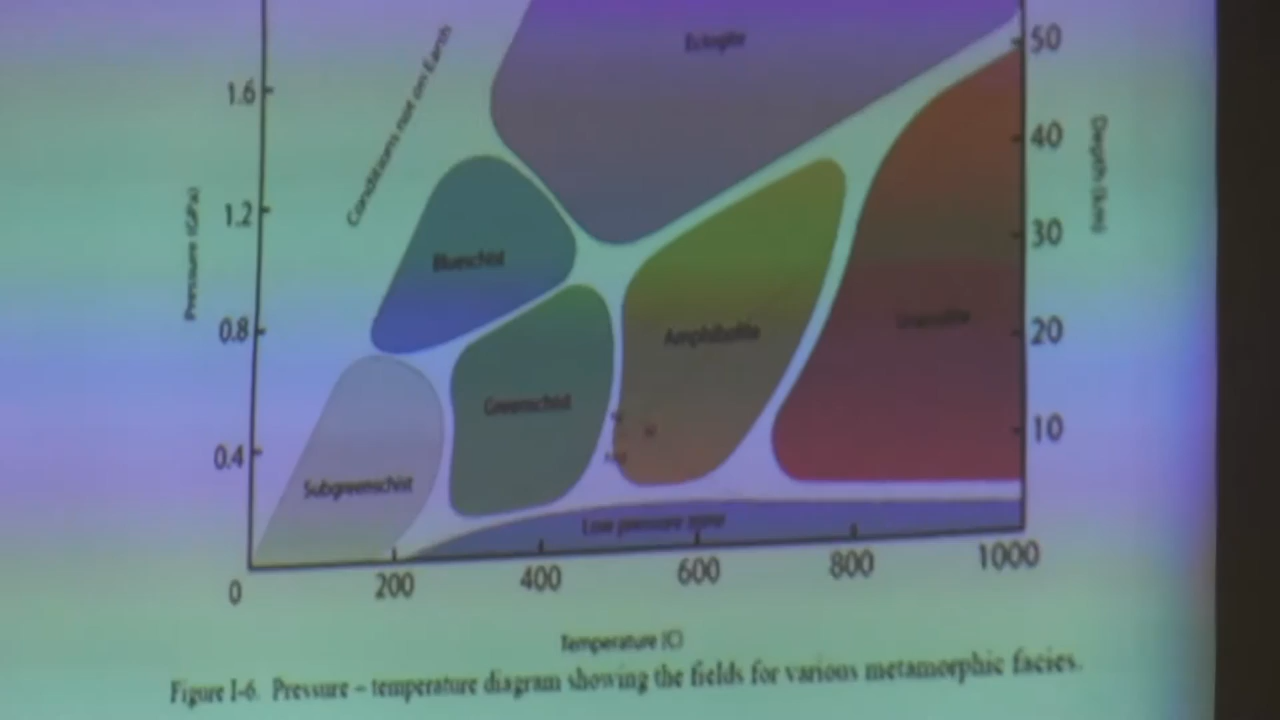 50
Eclogite
1.6
Conditions not on Earth
40
Depth (km)
1.2
Pressure (GPa)
30
Blueschist
0.8
20
Amphibolite
Granulite
Greenschist
10
0.4
Subgreenschist
Low pressure
0
200
400
600
800
1000
Temperature (C)
Figure I-6. Pressure – temperature diagram showing the fields for various metamorphic facies.